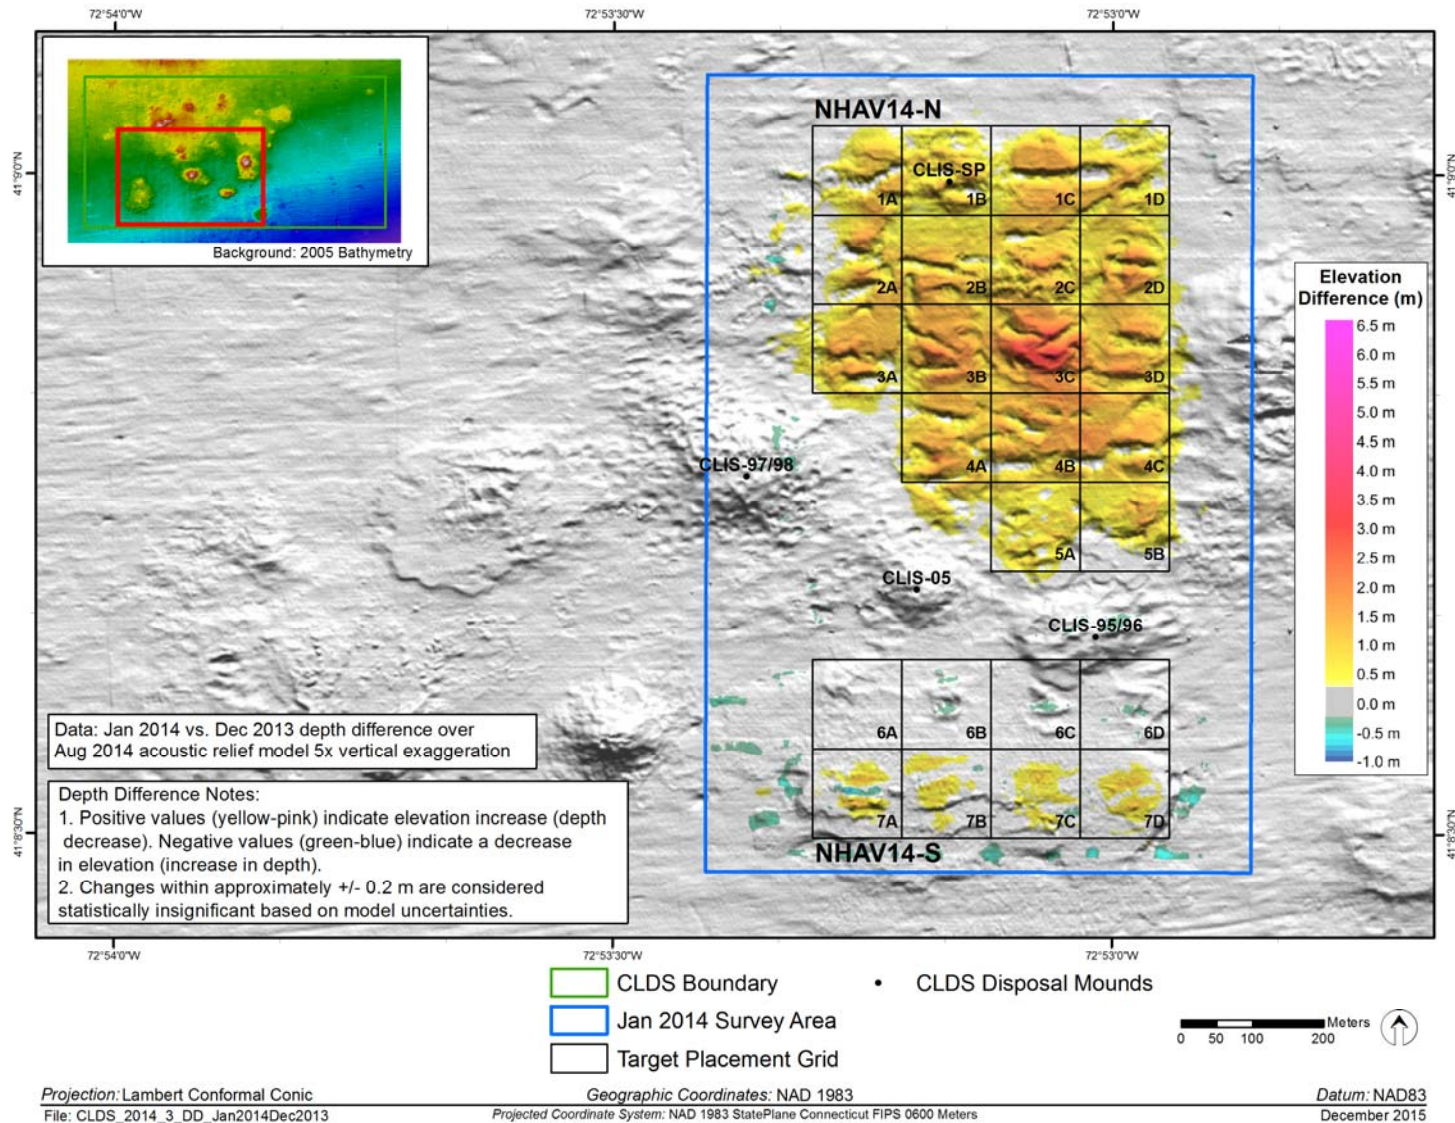 72°54'0"W
72°53'30"W
72°53'0"W
41°9'0"N
41°9'0"N
Background: 2005 Bathymetry
NHAV14-N
CLIS-SP
1A
1B
1C
1D
2A
2B
2C
2D
3A
3B
3C
3D
4A
4B
4C
5A
5B
CLIS-97/98
CLIS-05
CLIS-95/96
6A
6B
6C
6D
7A
7B
7C
7D
NHAV14-S
Elevation
Difference (m)
6.5 m
6.0 m
5.5 m
5.0 m
4.5 m
4.0 m
3.5 m
3.0 m
2.5 m
2.0 m
1.5 m
1.0 m
0.5 m
0.0 m
-0.5 m
-1.0 m
Data: Jan 2014 vs. Dec 2013 depth difference over
Aug 2014 acoustic relief model 5x vertical exaggeration
Depth Difference Notes:
1. Positive values (yellow-pink) indicate elevation increase (depth
decrease). Negative values (green-blue) indicate a decrease
in elevation (increase in depth).
2. Changes within approximately +/- 0.2 m are considered
statistically insignificant based on model uncertainties.
41°8'30"N
41°8'30"N
72°54'0"W
72°53'30"W
72°53'0"W
CLDS Boundary
CLDS Disposal Mounds
Jan 2014 Survey Area
Target Placement Grid
Meters
0 50 100 200
Projection: Lambert Conformal Conic
Geographic Coordinates: NAD 1983
Datum: NAD83
File: CLDS_2014_3_DD_Jan2014Dec2013
Projected Coordinate System: NAD 1983 StatePlane Connecticut FIPS 0600 Meters
December 2015